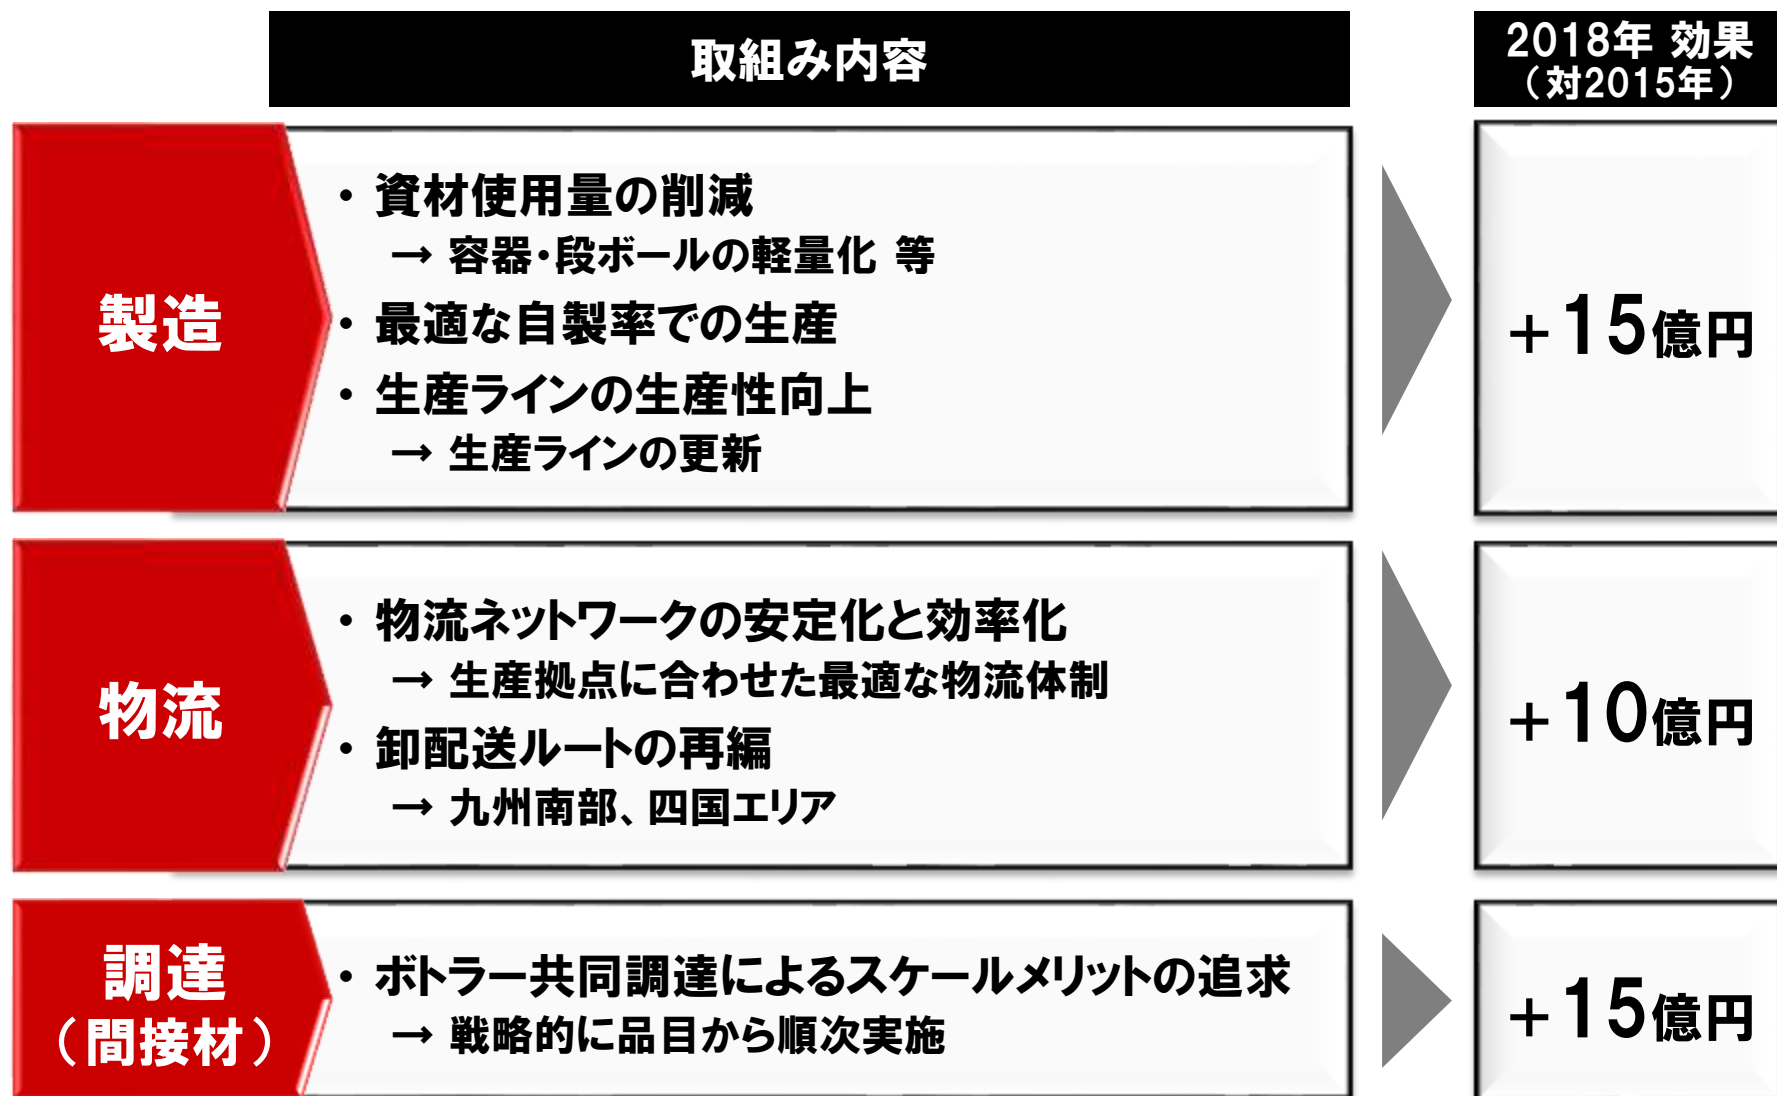 取組み内容
2018年 効果
（対2015年）
製造
・ 資材使用量の削減
→ 容器・段ボールの軽量化 等
・ 最適な自製率での生産
・ 生産ラインの生産性向上
→ 生産ラインの更新
+15億円
物流
・ 物流ネットワークの安定化と効率化
→ 生産拠点に合わせた最適な物流体制
・ 卸配送ルートの再編
→ 九州南部、四国エリア
+10億円
調達
（間接材）
・ ボトラー共同調達によるスケールメリットの追求
→ 戦略的に品目から順次実施
+15億円